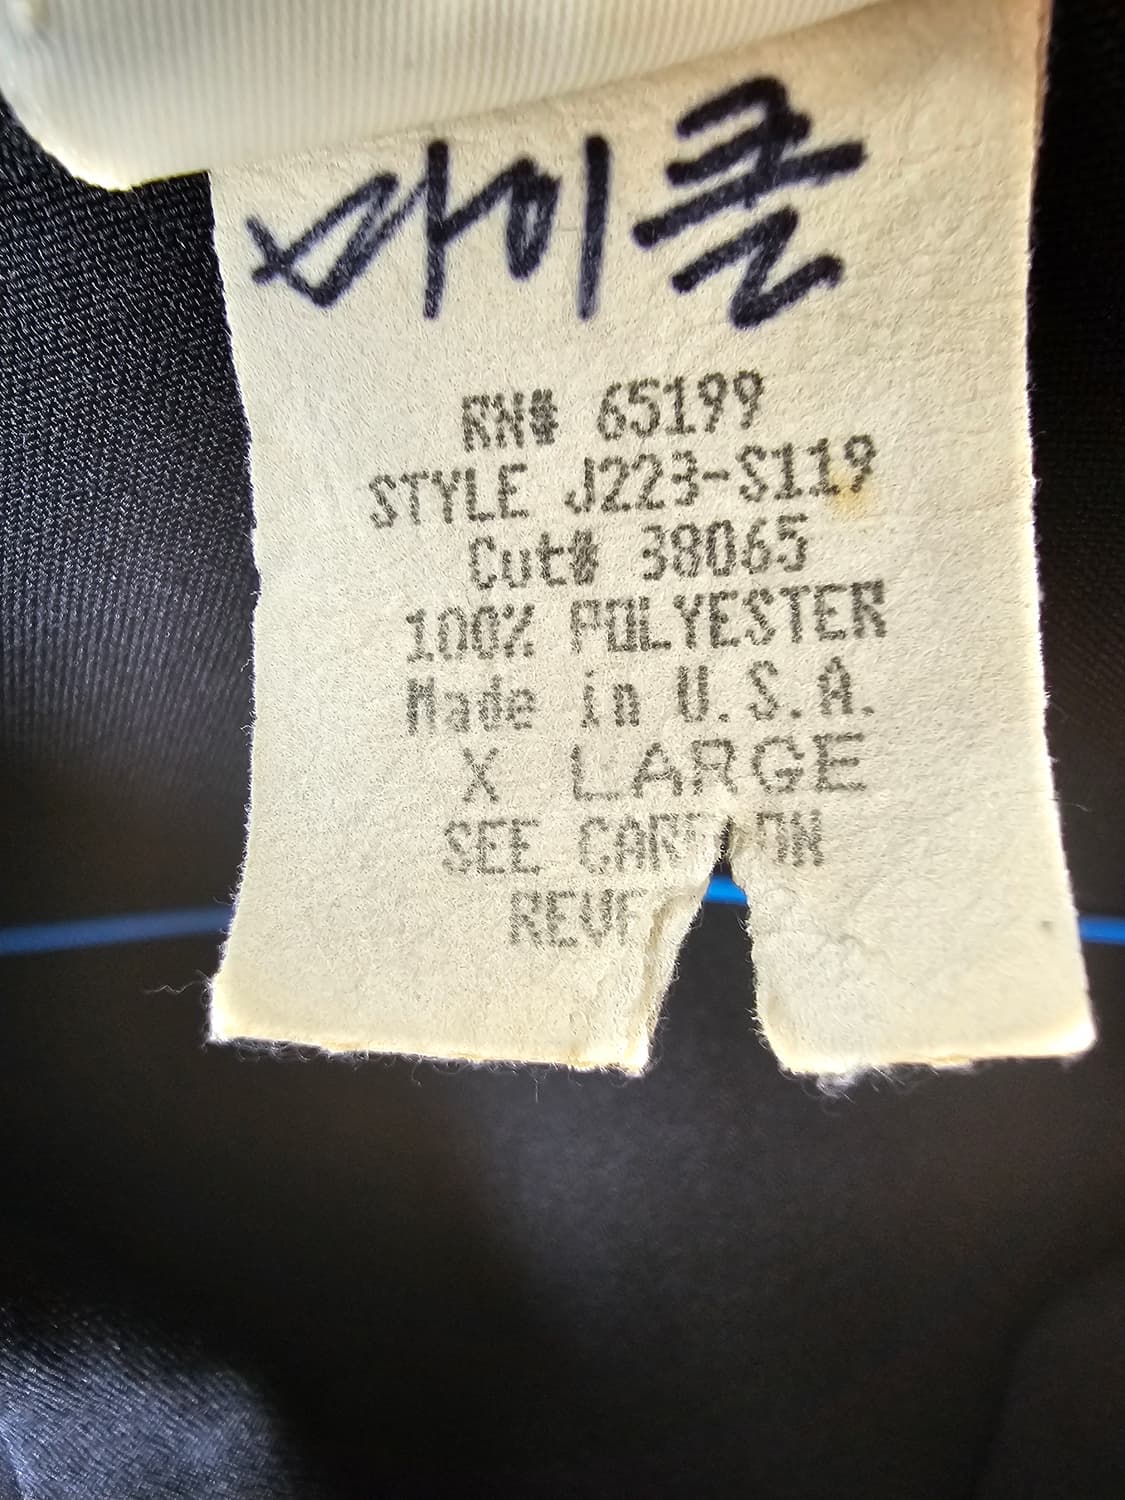 마이클
RN# 65199
STYLE J223-S119
Cut# 38065
100% POLYESTER
Made in U.S.A.
X LARGE
SEE